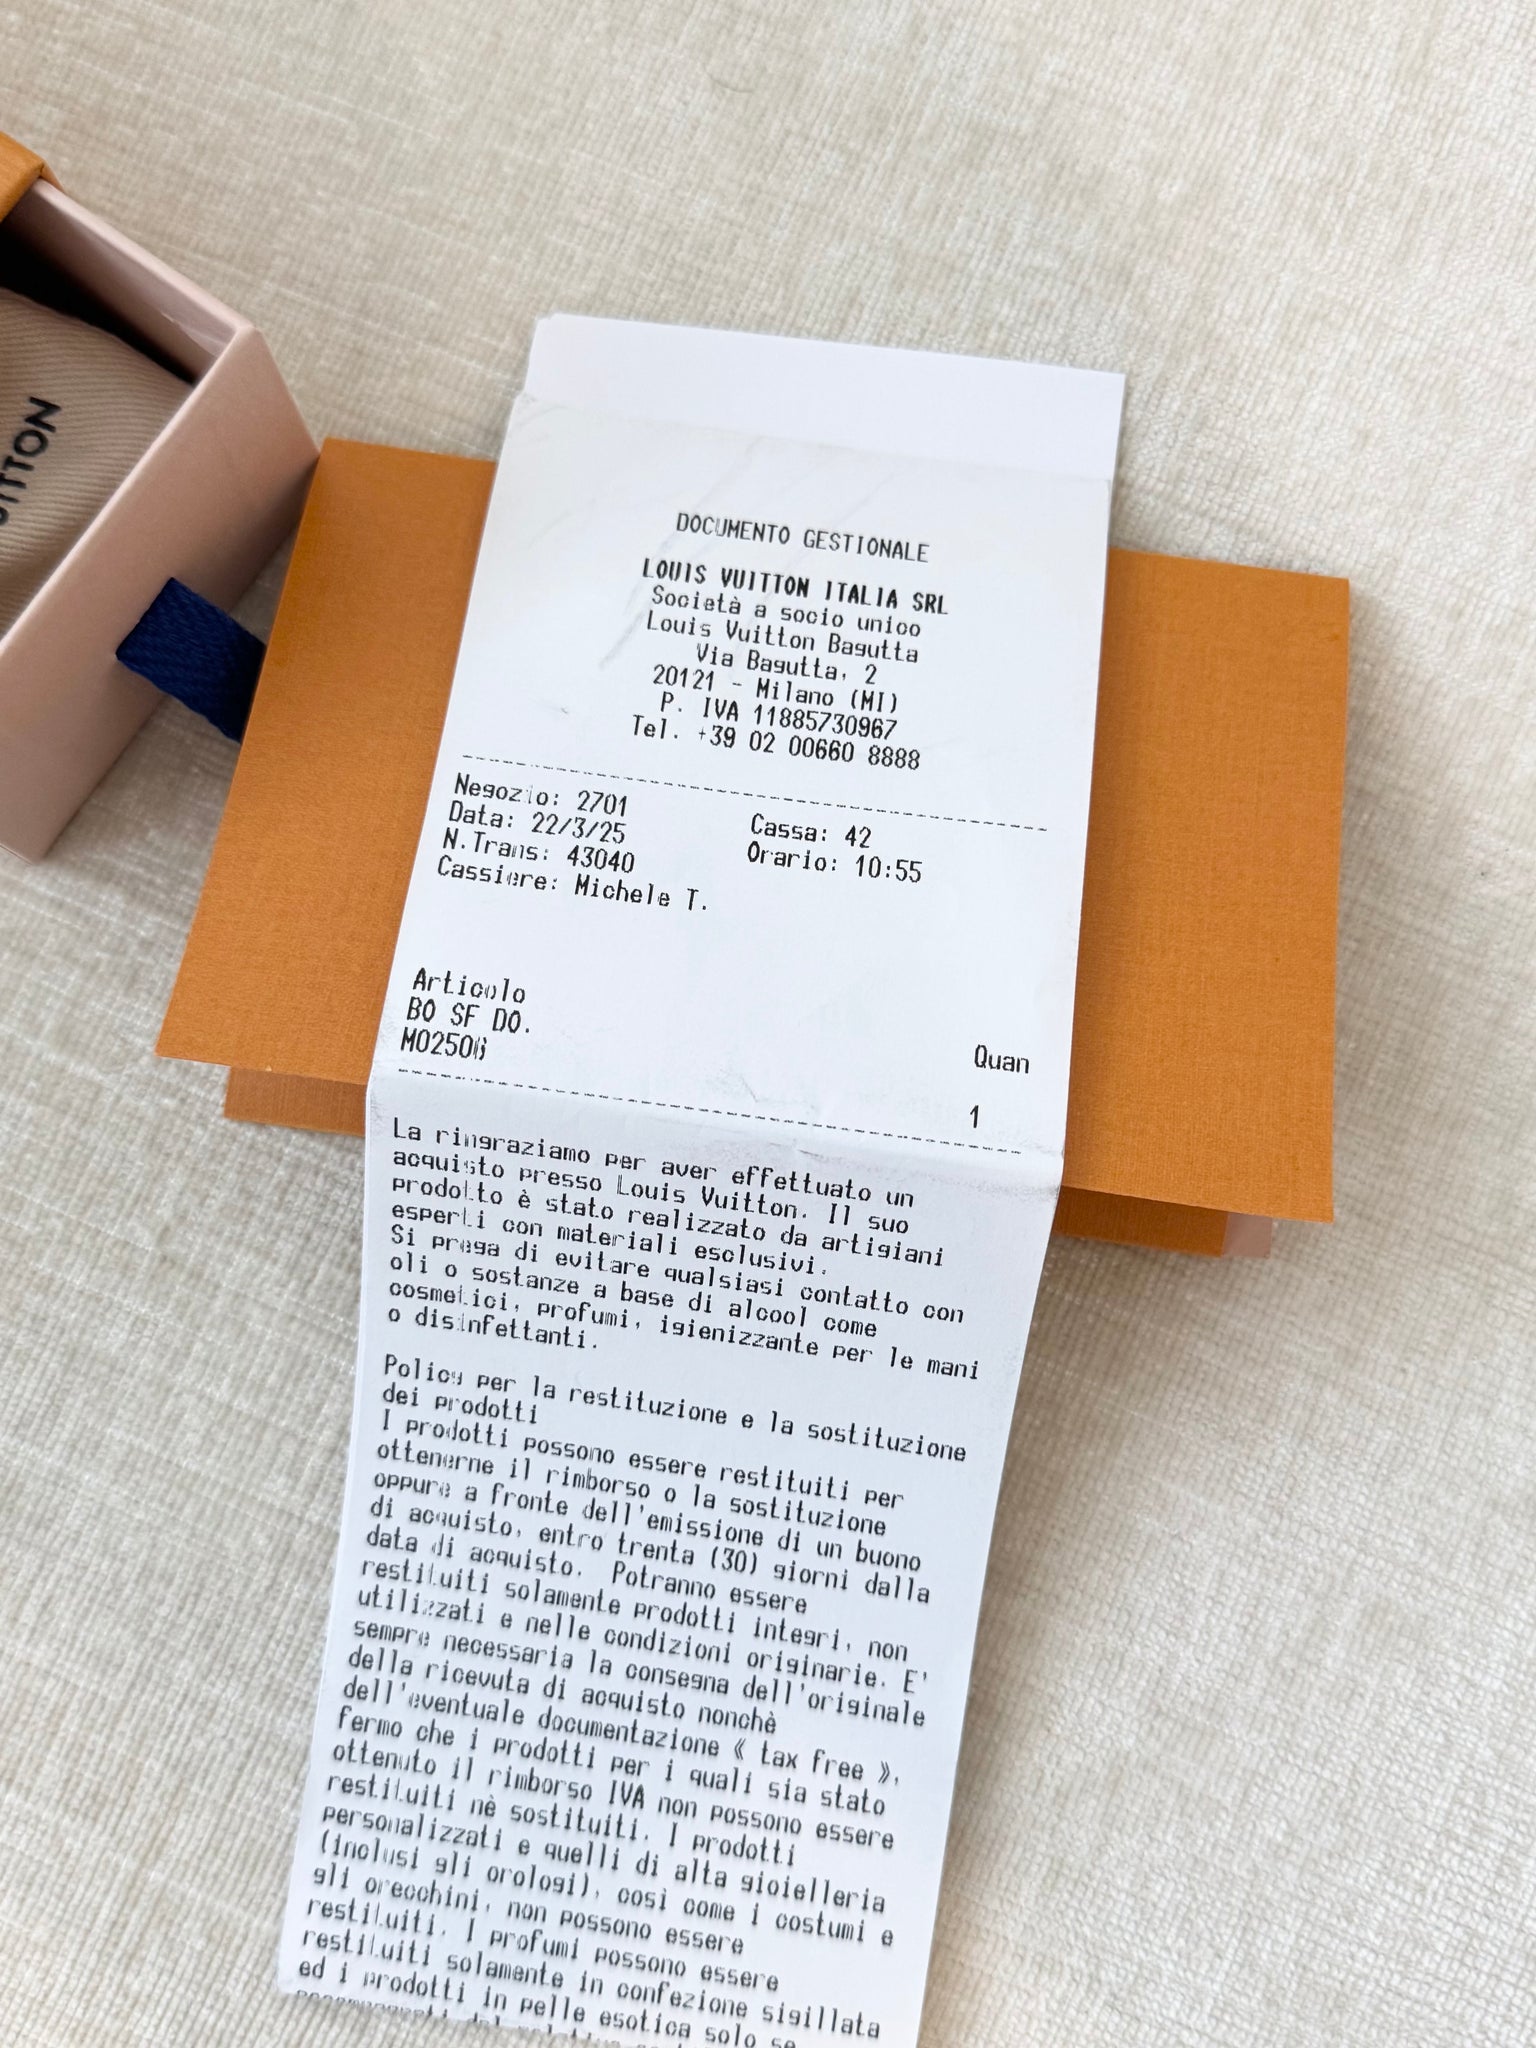 DOCUMENTO GESTIONALE
LOUIS VUITTON ITALIA SRL
Società a socio unico
Louis Vuitton Bagutta
Via Bagutta, 2
20121 - Milano (MI)
P. IVA 11885730967
Tel. +39 02 00660 8888
Negozio: 2701 Cassa: 42
Data: 22/3/25 Orario: 10:55
N.Trans: 43040
Cassiere: Michele T.
Articolo Quan
BO SF DO.
1
La ringraziamo per aver effettuato un
acquisto presso Louis Vuitton. Il suo
prodotto è stato realizzato da artigiani
esperti con materiali esclusivi.
Si prega di evitare qualsiasi contatto con
oli o sostanze a base di alcool come
cosmetici, profumi, igienizzante per le mani
o disinfettanti.
Policy per la restituzione e la sostituzione
dei prodotti
I prodotti possono essere restituiti per
ottenerne il rimborso o la sostituzione
oppure a fronte dell'emissione di un buono
di acquisto, entro trenta (30) giorni dalla
data di acquisto. Potranno essere
restituiti solamente prodotti integri, non
utilizzati e nelle condizioni originarie. E'
sempre necessaria la consegna dell'originale
della ricevuta di acquisto nonchè
dell'eventuale documentazione « tax free »,
fermo che i prodotti per i quali sia stato
ottenuto il rimborso IVA non possono essere
restituiti nè sostituiti. I prodotti
personalizzati e quelli di alta gioielleria
(inclusi gli orologi), così come i costumi e
gli orecchini, non possono essere
restituiti. I profumi possono essere
restituiti solamente in confezione sigillata
ed i prodotti in pelle esotica solo se